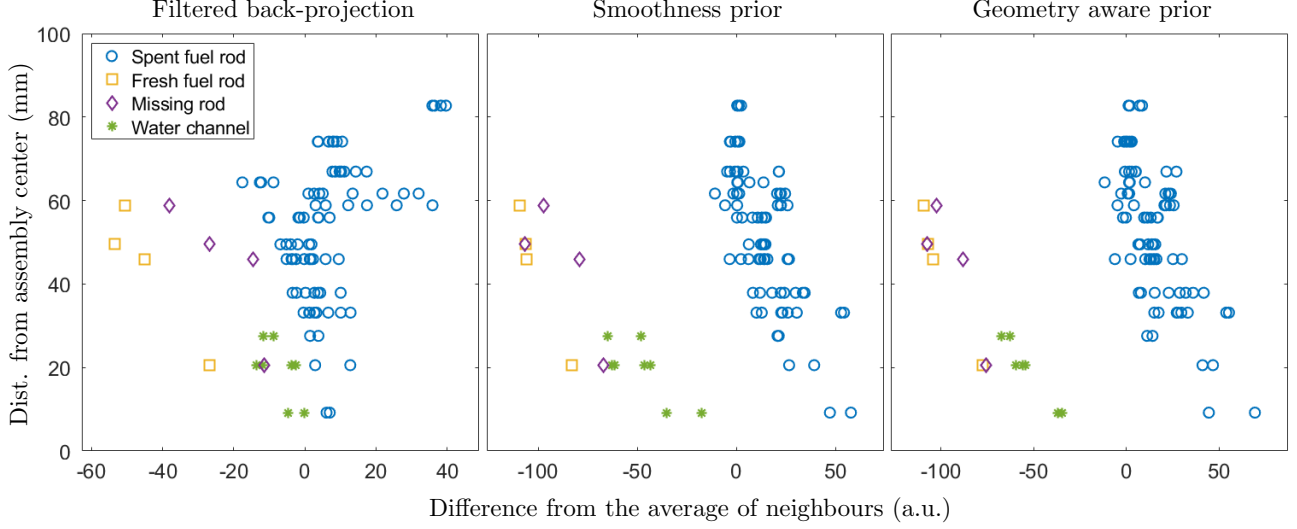 Filtered back-projection
Smoothness prior
Geometry aware prior
Dist. from assembly center (mm)
100
80
60
40
20
0
Spent fuel rod
Fresh fuel rod
Missing rod
Water channel
-60 -40 -20 0 20 40
-100 -50 0 50
-100 -50 0 50
Difference from the average of neighbours (a.u.)